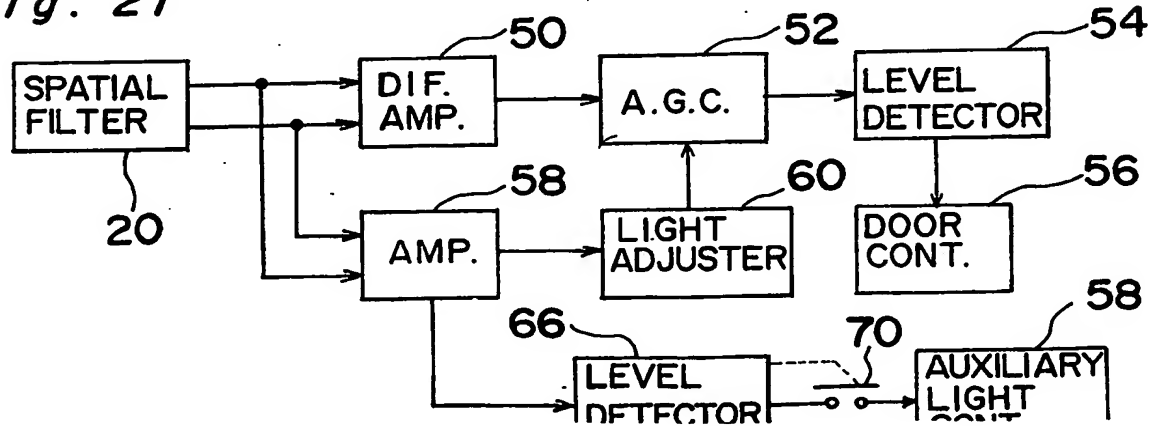 50
52
54
SPATIAL
FILTER
DIF.
AMP.
A.G.C.
LEVEL
DETECTOR
20
58
60
56
AMP.
LIGHT
ADJUSTER
DOOR
CONT.
66
70
58
LEVEL
DETECTOR
AUXILIARY
LIGHT